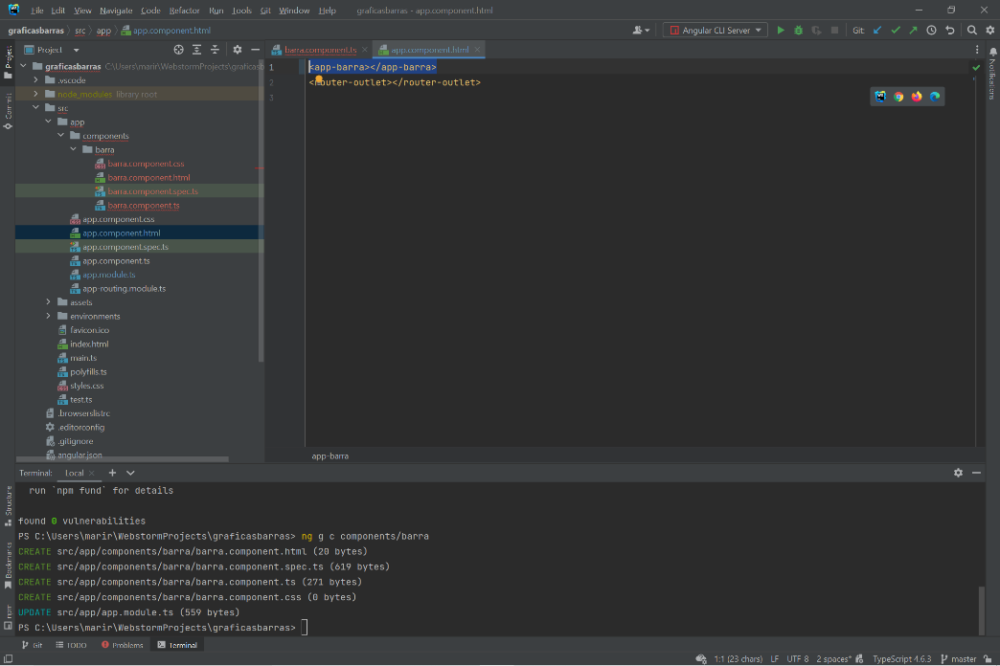 File Edit View Navigate Code Refactor Run Tools Git Window Help graficasbarras - app.component.html
graficasbarras src app app.component.html Angular CLI Server Git:
Project
barra.component.ts app.component.html
Project
Commit
Structure
Bookmarks
npm
Notifications
graficasbarras C:\Users\marir\WebstormProjects\graficasb
.vscode
node_modules library root
src
app
components
barra
barra.component.css
barra.component.html
barra.component.spec.ts
barra.component.ts
app.component.css
app.component.html
app.component.spec.ts
app.component.ts
app.module.ts
app-routing.module.ts
assets
environments
favicon.ico
index.html
main.ts
polyfills.ts
styles.css
test.ts
.browserslistrc
.editorconfig
.gitignore
angular.json
1 <app-barra></app-barra>
2 <router-outlet></router-outlet>
3
app-barra
Terminal: Local
run `npm fund` for details
found 0 vulnerabilities
PS C:\Users\marir\WebstormProjects\graficasbarras> ng g c components/barra
CREATE src/app/components/barra/barra.component.html (20 bytes)
CREATE src/app/components/barra/barra.component.spec.ts (619 bytes)
CREATE src/app/components/barra/barra.component.ts (271 bytes)
CREATE src/app/components/barra/barra.component.css (0 bytes)
UPDATE src/app/app.module.ts (559 bytes)
PS C:\Users\marir\WebstormProjects\graficasbarras>
Git TODO Problems Terminal
1:1 (23 chars) LF UTF 8 2 spaces* TypeScript 4.6.3 master